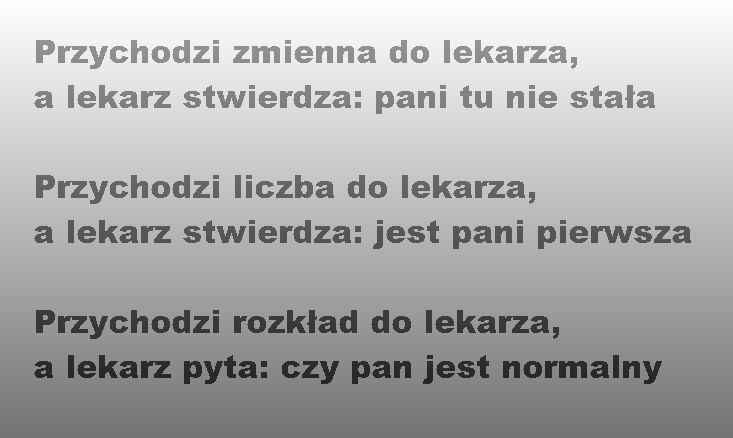 Przychodzi zmienna do lekarza,
a lekarz stwierdza: pani tu nie stała
Przychodzi liczba do lekarza,
a lekarz stwierdza: jest pani pierwsza
Przychodzi rozkład do lekarza,
a lekarz pyta: czy pan jest normalny